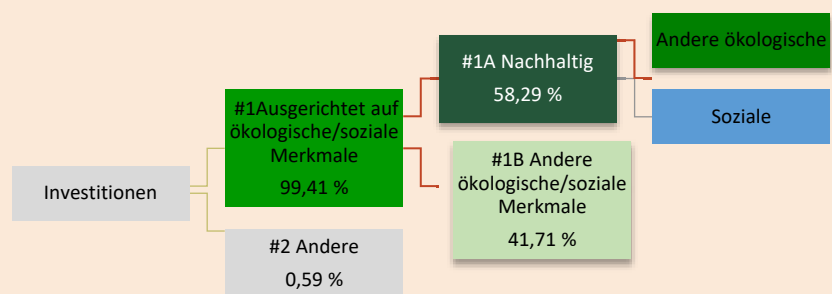 Investitionen
#1Ausgerichtet auf
ökologische/soziale
Merkmale
99,41 %
#2 Andere
0,59 %
#1A Nachhaltig
58,29 %
#1B Andere
ökologische/soziale
Merkmale
41,71 %
Andere ökologische
Soziale